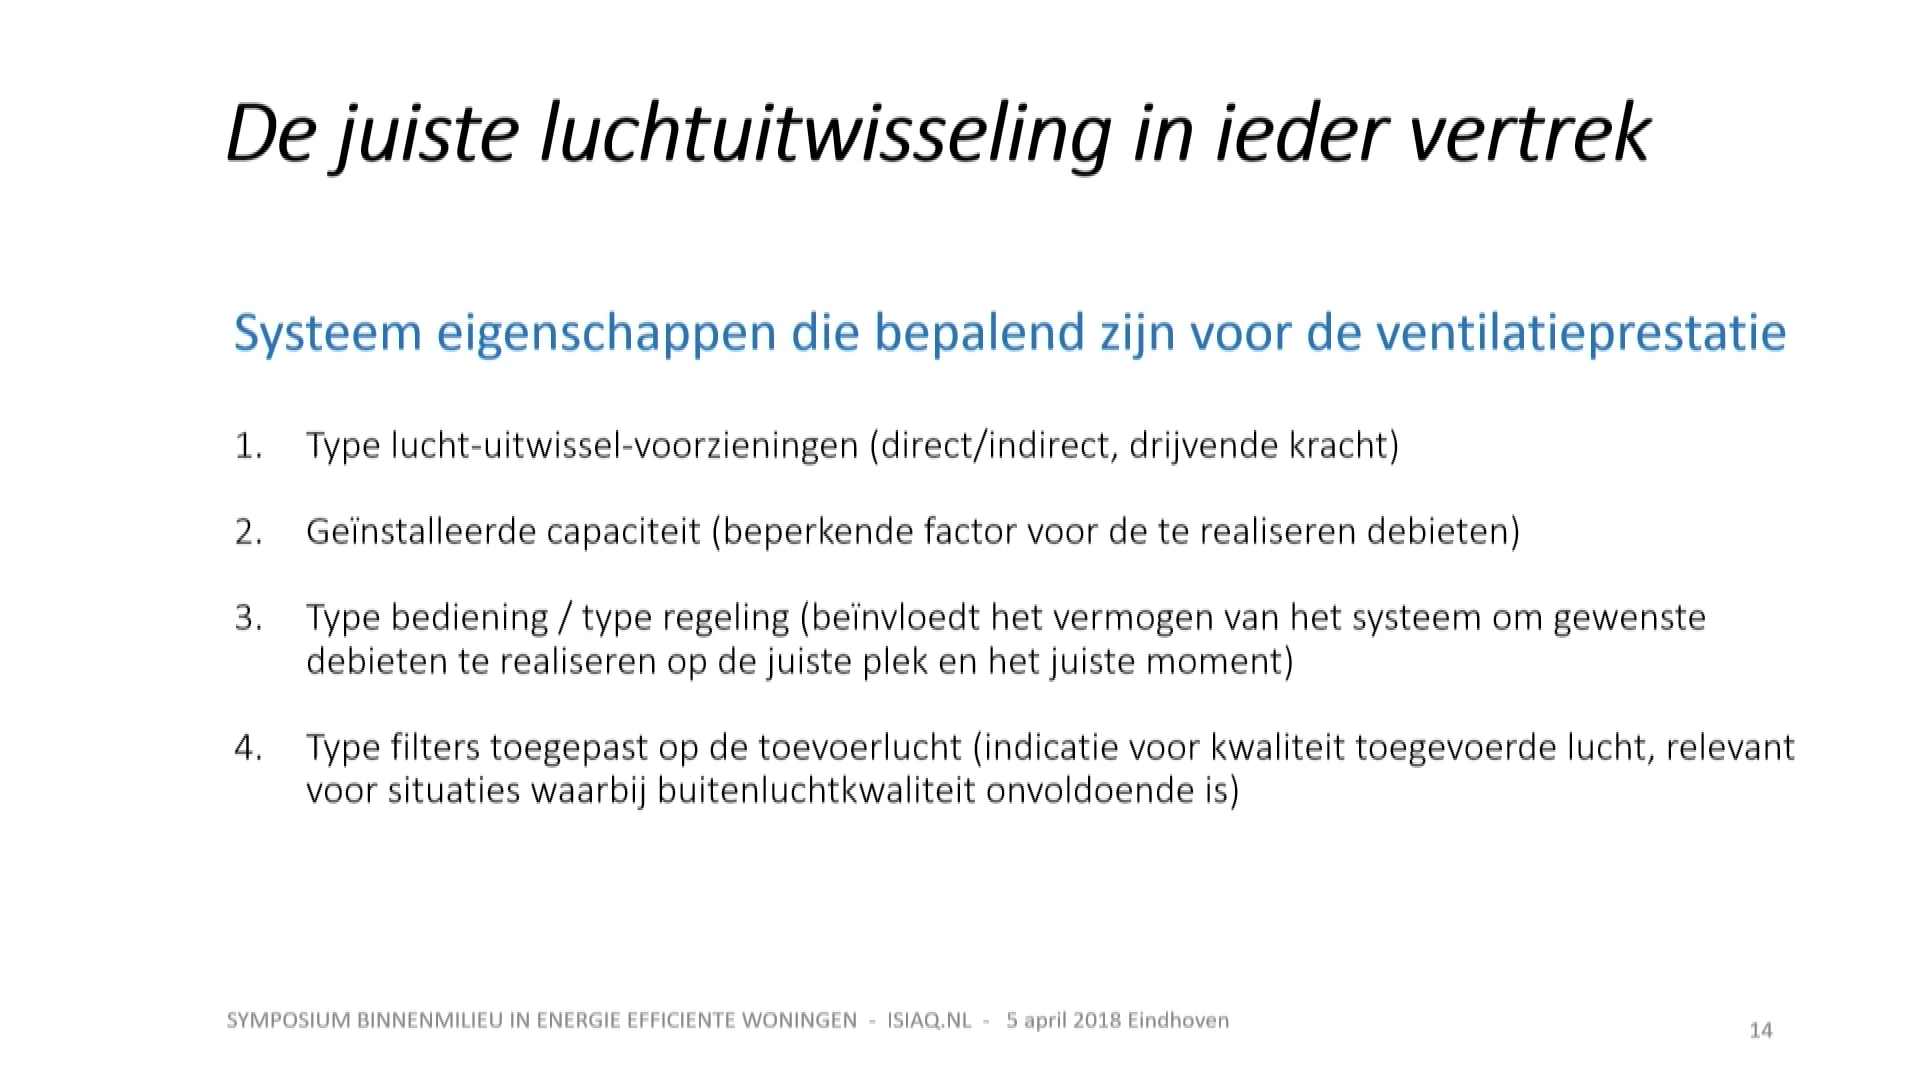 De juiste luchtuitwisseling in ieder vertrek
Systeem eigenschappen die bepalend zijn voor de ventilatieprestatie
1. Type lucht-uitwissel-voorzieningen (direct/indirect, drijvende kracht)
2. Geïnstalleerde capaciteit (beperkende factor voor de te realiseren debieten)
3. Type bediening / type regeling (beïnvloedt het vermogen van het systeem om gewenste
debieten te realiseren op de juiste plek en het juiste moment)
4. Type filters toegepast op de toevoerlucht (indicatie voor kwaliteit toegevoerde lucht, relevant
voor situaties waarbij buitenluchtkwaliteit onvoldoende is)
SYMPOSIUM BINNENMILIEU IN ENERGIE EFFICIENTE WONINGEN - ISIAQ.NL - 5 april 2018 Eindhoven
14